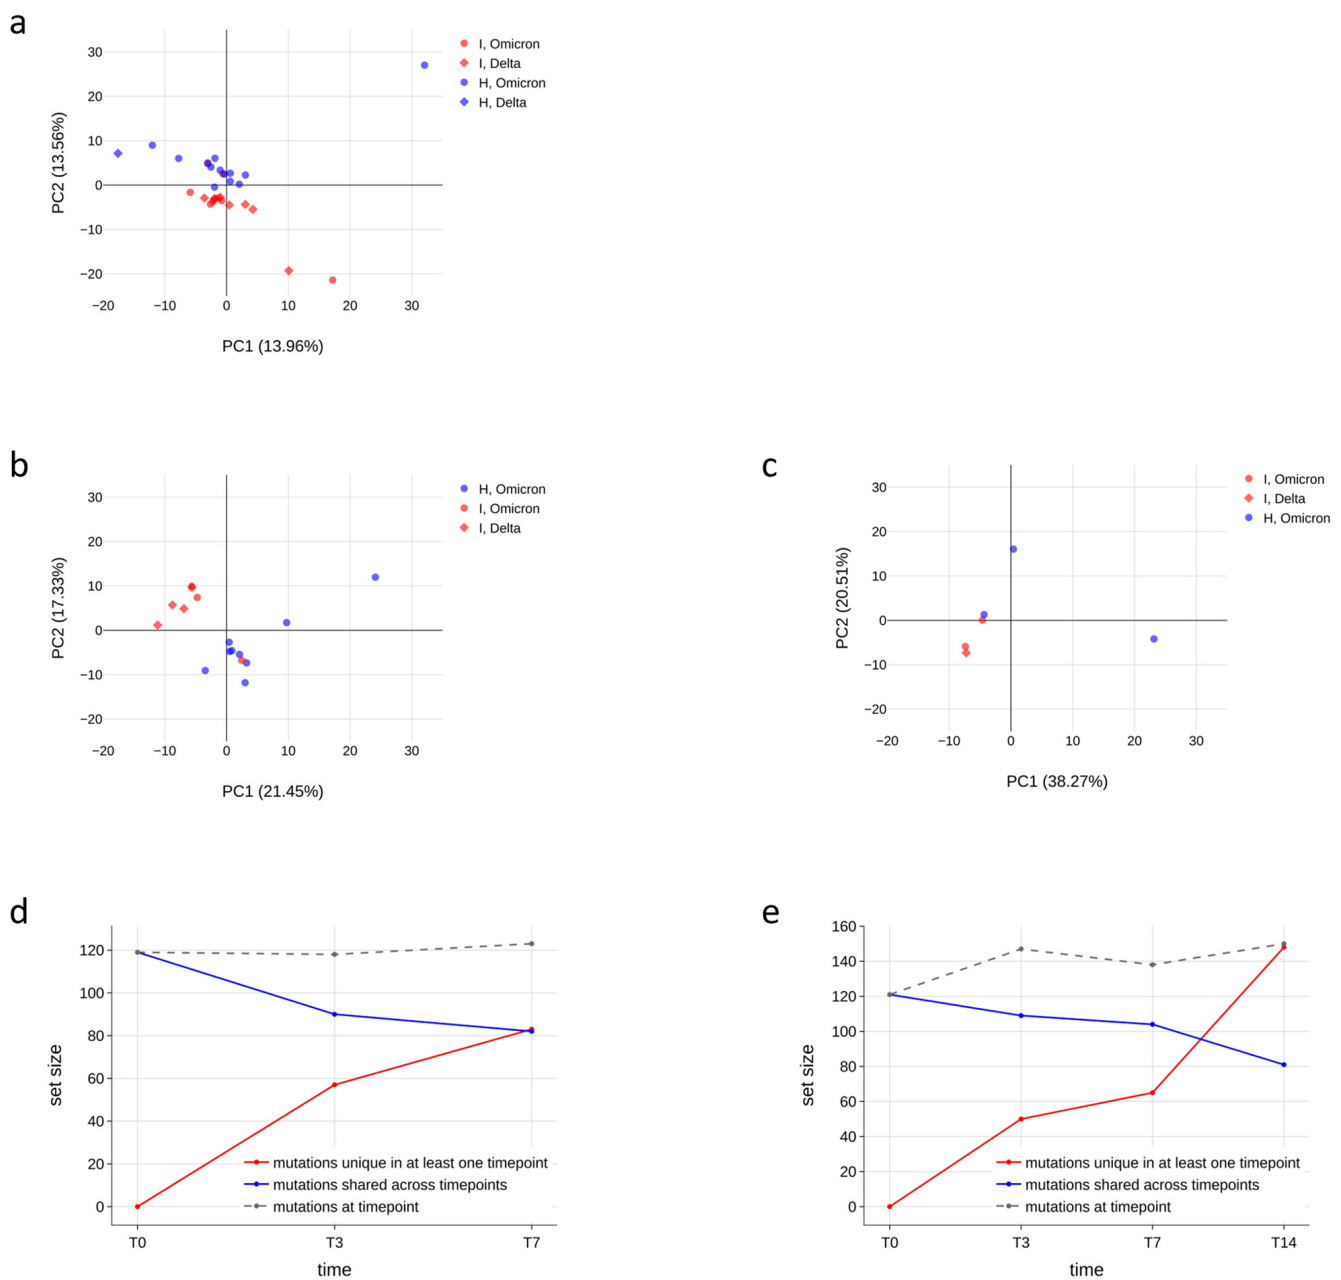 a
30
20
10
0
−10
−20
−20 −10 0 10 20 30
PC2 (13.56%)
PC1 (13.96%)
I, Omicron
I, Delta
H, Omicron
H, Delta
b
30
20
10
0
−10
−20
−20 −10 0 10 20 30
PC2 (17.33%)
PC1 (21.45%)
H, Omicron
I, Omicron
I, Delta
c
30
20
10
0
−10
−20
−20 −10 0 10 20 30
PC2 (20.51%)
PC1 (38.27%)
I, Omicron
I, Delta
H, Omicron
d
120
100
80
60
40
20
0
set size
mutations unique in at least one timepoint
mutations shared across timepoints
mutations at timepoint
T0 T3 T7
time
e
160
140
120
100
80
60
40
20
0
set size
mutations unique in at least one timepoint
mutations shared across timepoints
mutations at timepoint
T0 T3 T7 T14
time